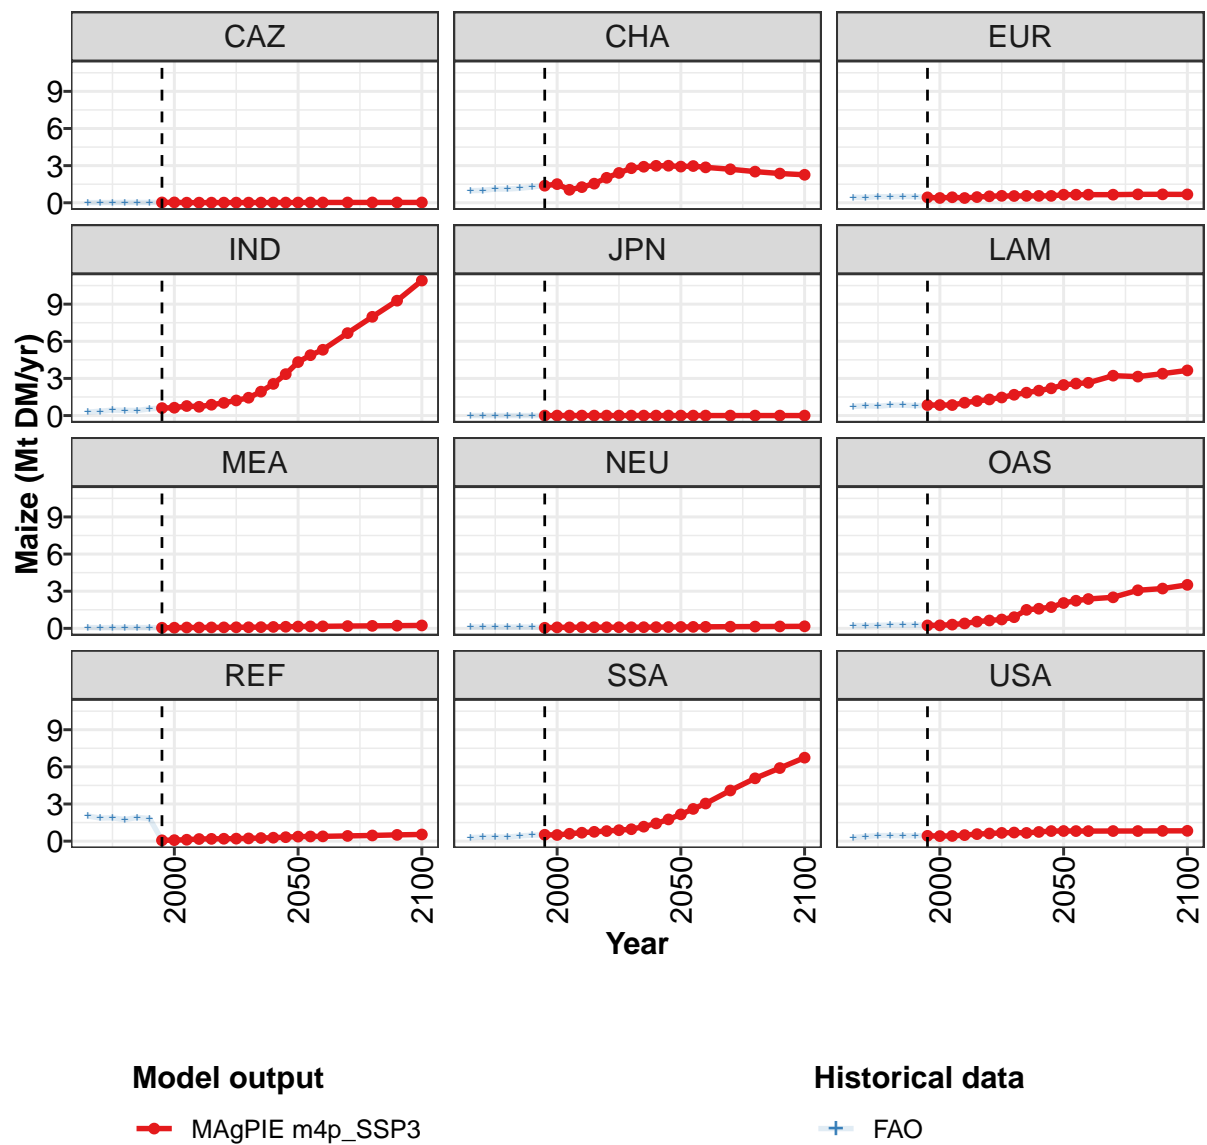 CAZ CHA EUR
9
6
3
0
IND JPN LAM
9
6
3
0
MEA NEU OAS
9
6
3
0
REF SSA USA
9
6
3
0
Maize (Mt DM/yr)
2000 2050 2100 2000 2050 2100 2000 2050 2100
Year
Model output Historical data
MAgPIE m4p_SSP3 FAO